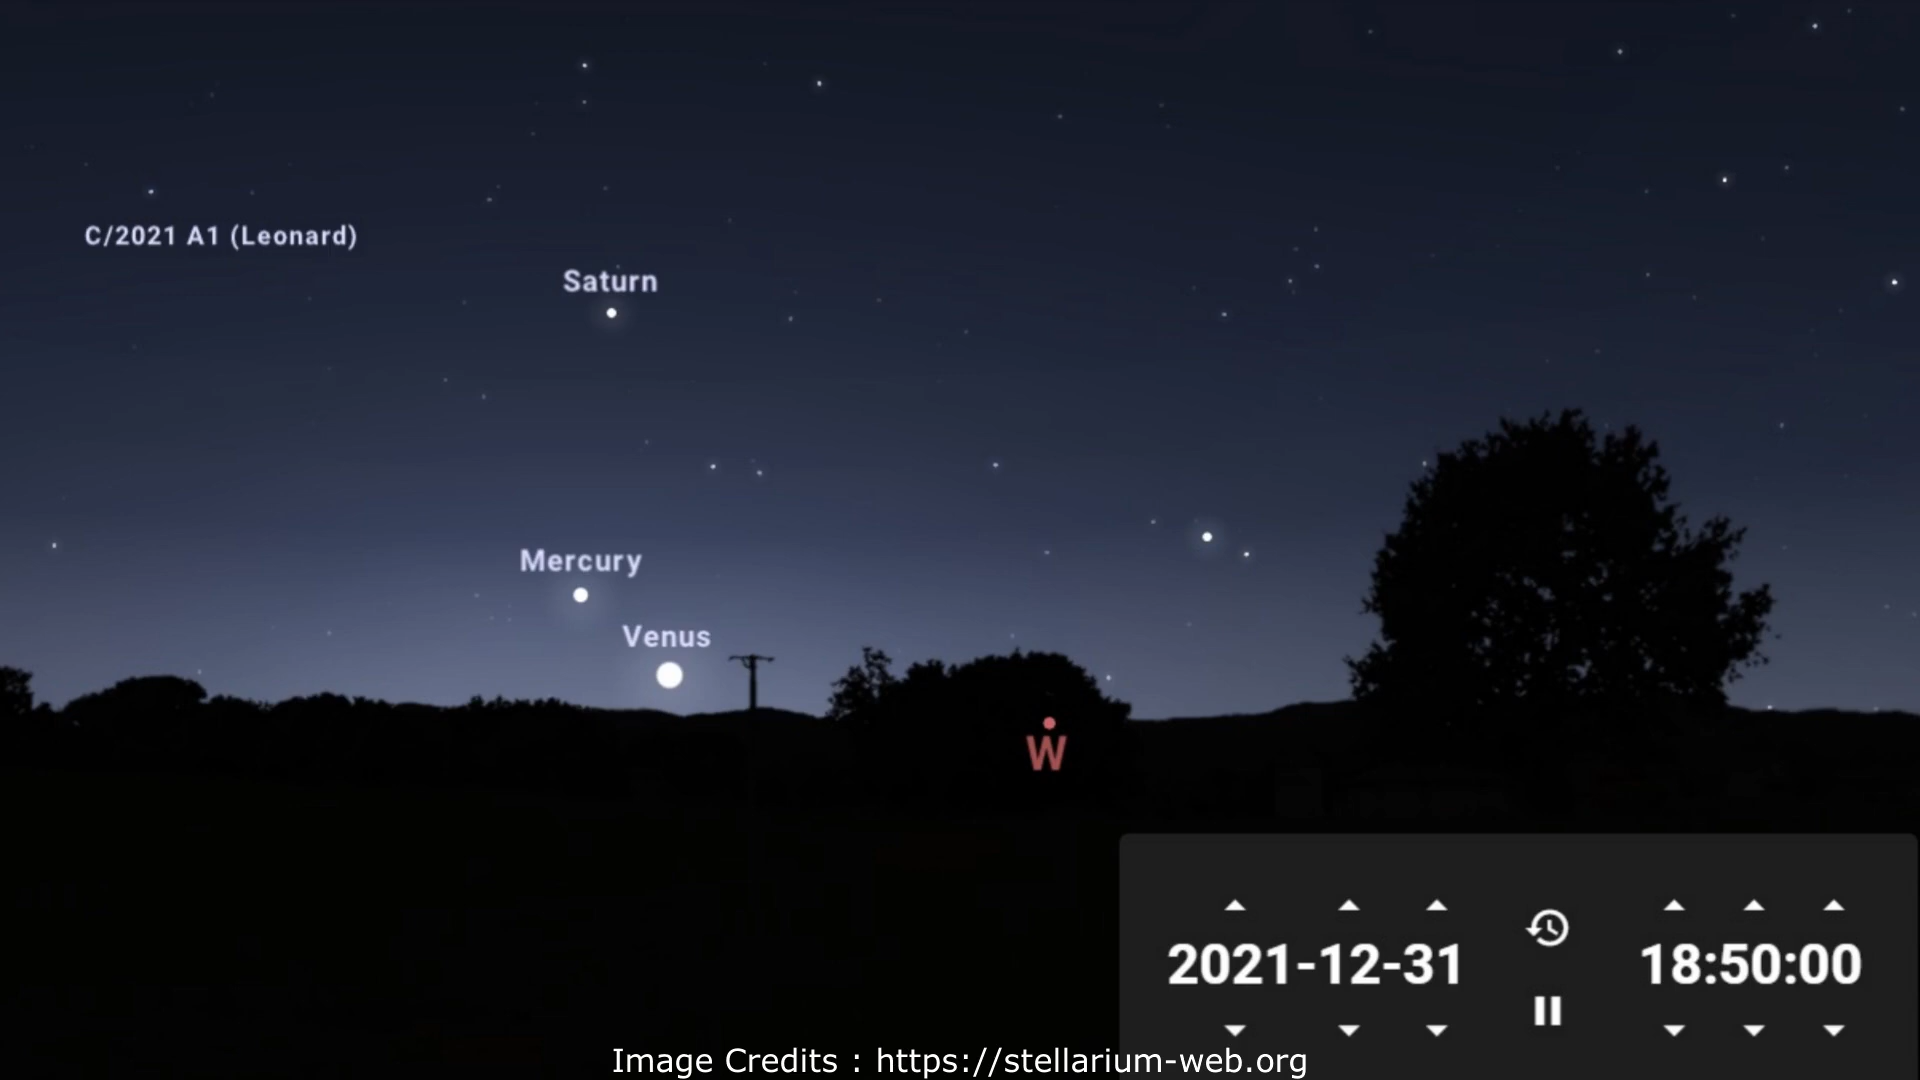 C/2021 A1 (Leonard)
Saturn
Mercury
Venus
W
2021-12-31 18:50:00
Image Credits : https://stellarium-web.org